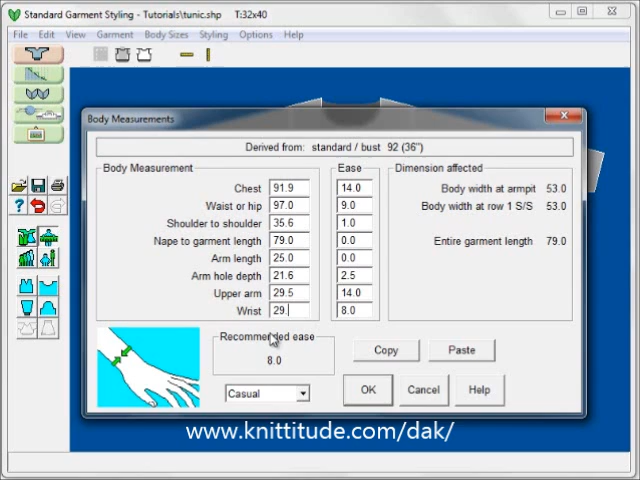 Standard Garment Styling - Tutorials\tunic.shp T:32x40
File Edit View Garment Body Sizes Styling Options Help
Body Measurements
Derived from: standard / bust 92 (36")
Body Measurement Ease Dimension affected
Chest 91.9 14.0 Body width at armpit 53.0
Waist or hip 97.0 9.0 Body width at row 1 S/S 53.0
Shoulder to shoulder 35.6 1.0
Nape to garment length 79.0 0.0 Entire garment length 79.0
Arm length 25.0 0.0
Arm hole depth 21.6 2.5
Upper arm 29.5 14.0
Wrist 29. 8.0
Recommended ease
8.0
Copy Paste
Casual
OK Cancel Help
www.knittitude.com/dak/